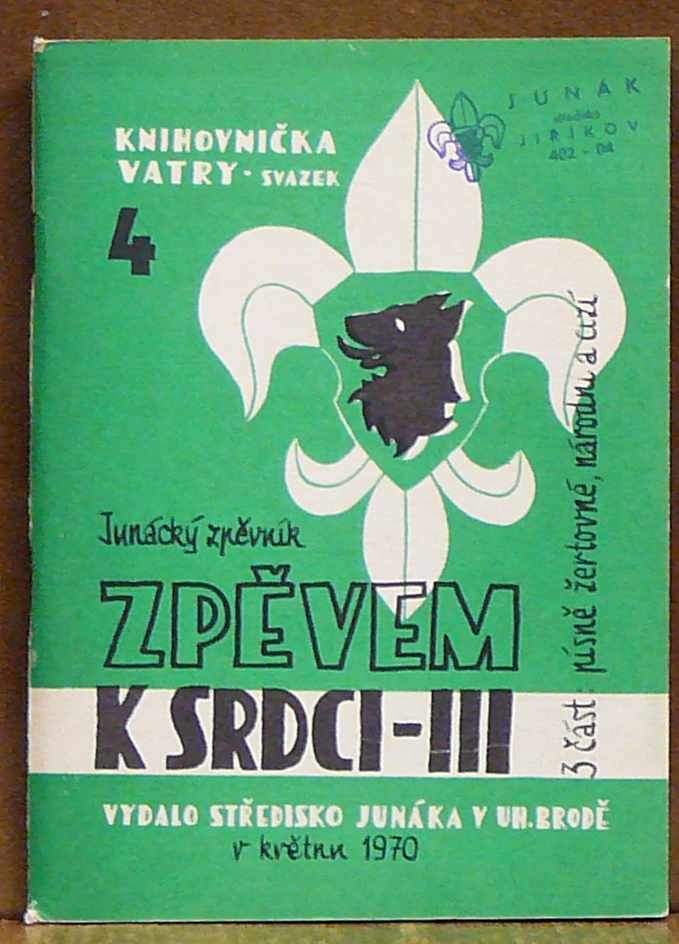 KNIHOVNIČKA
VATRY - SVAZEK
4
JUNÁK
středisko
JIŘÍKOV
402-04
Junácký zpěvník
ZPĚVEM
K SRDCI-III
3 část: písně žertovné, národní a cizí
VYDALO STŘEDISKO JUNÁKA V UH.BRODĚ
v květnu 1970